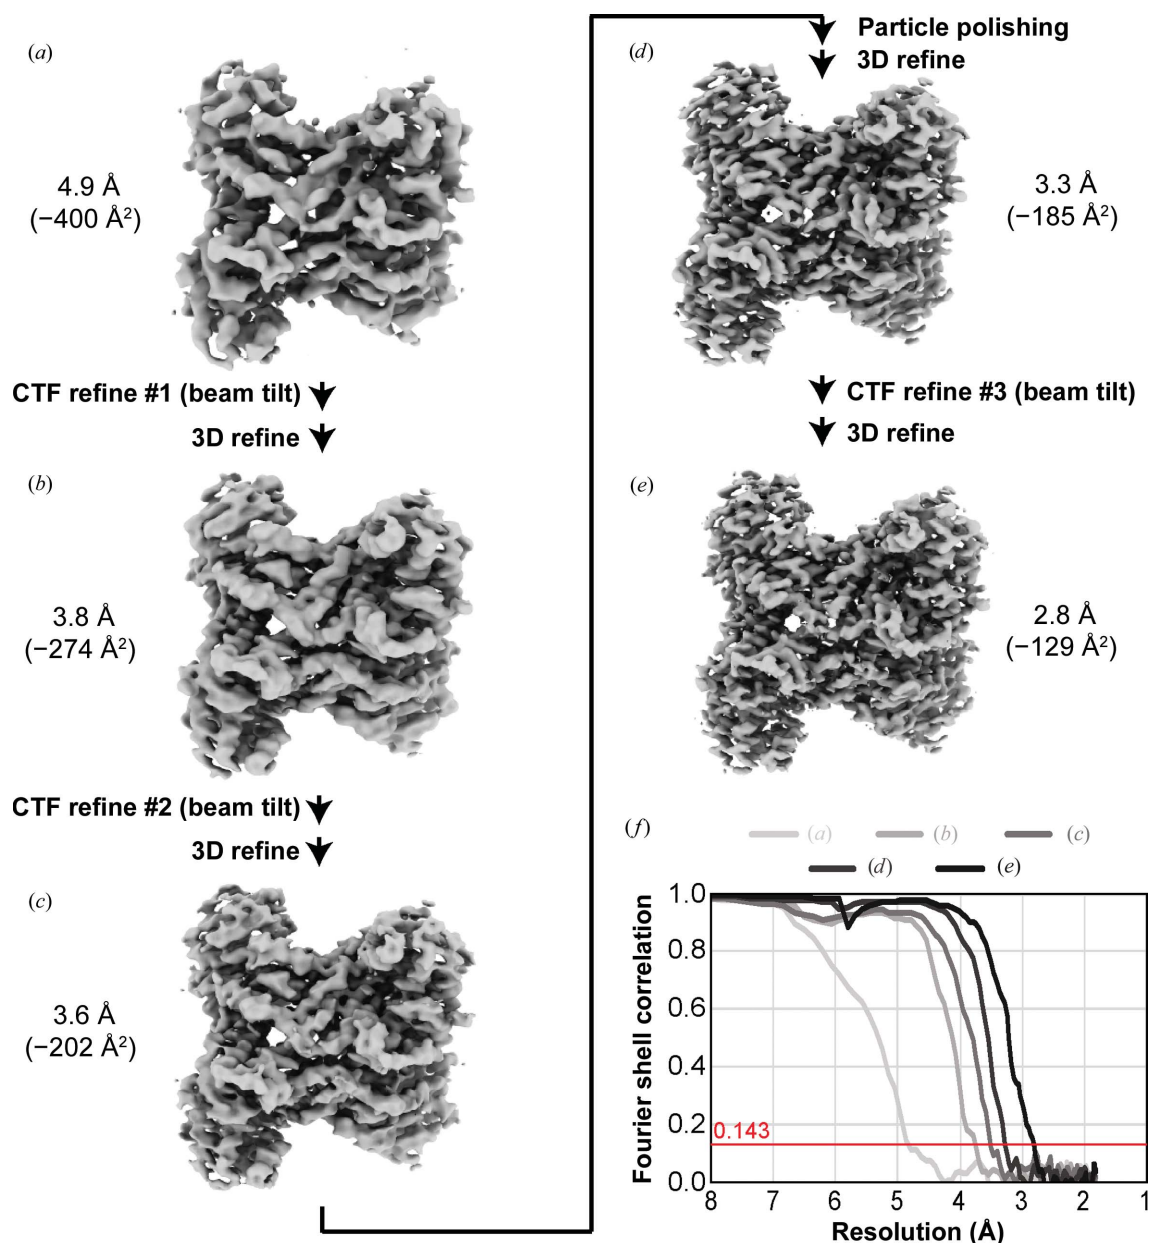 (a)
4.9 Å
(−400 Å²)
CTF refine #1 (beam tilt)
3D refine
(b)
3.8 Å
(−274 Å²)
CTF refine #2 (beam tilt)
3D refine
(c)
3.6 Å
(−202 Å²)
Particle polishing
3D refine
(d)
3.3 Å
(−185 Å²)
CTF refine #3 (beam tilt)
3D refine
(e)
2.8 Å
(−129 Å²)
(f)
(a) (b) (c)
(d) (e)
Fourier shell correlation
1.0
0.8
0.6
0.4
0.2
0.0
0.143
8 7 6 5 4 3 2 1
Resolution (Å)